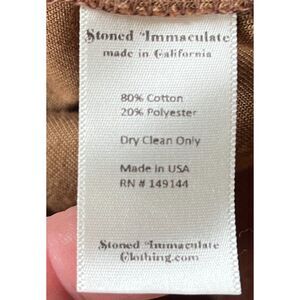 Stoned Immaculate
made in California
80% Cotton
20% Polyester
Dry Clean Only
Made in USA
RN # 149144
Stoned Immaculate
Clothing.com